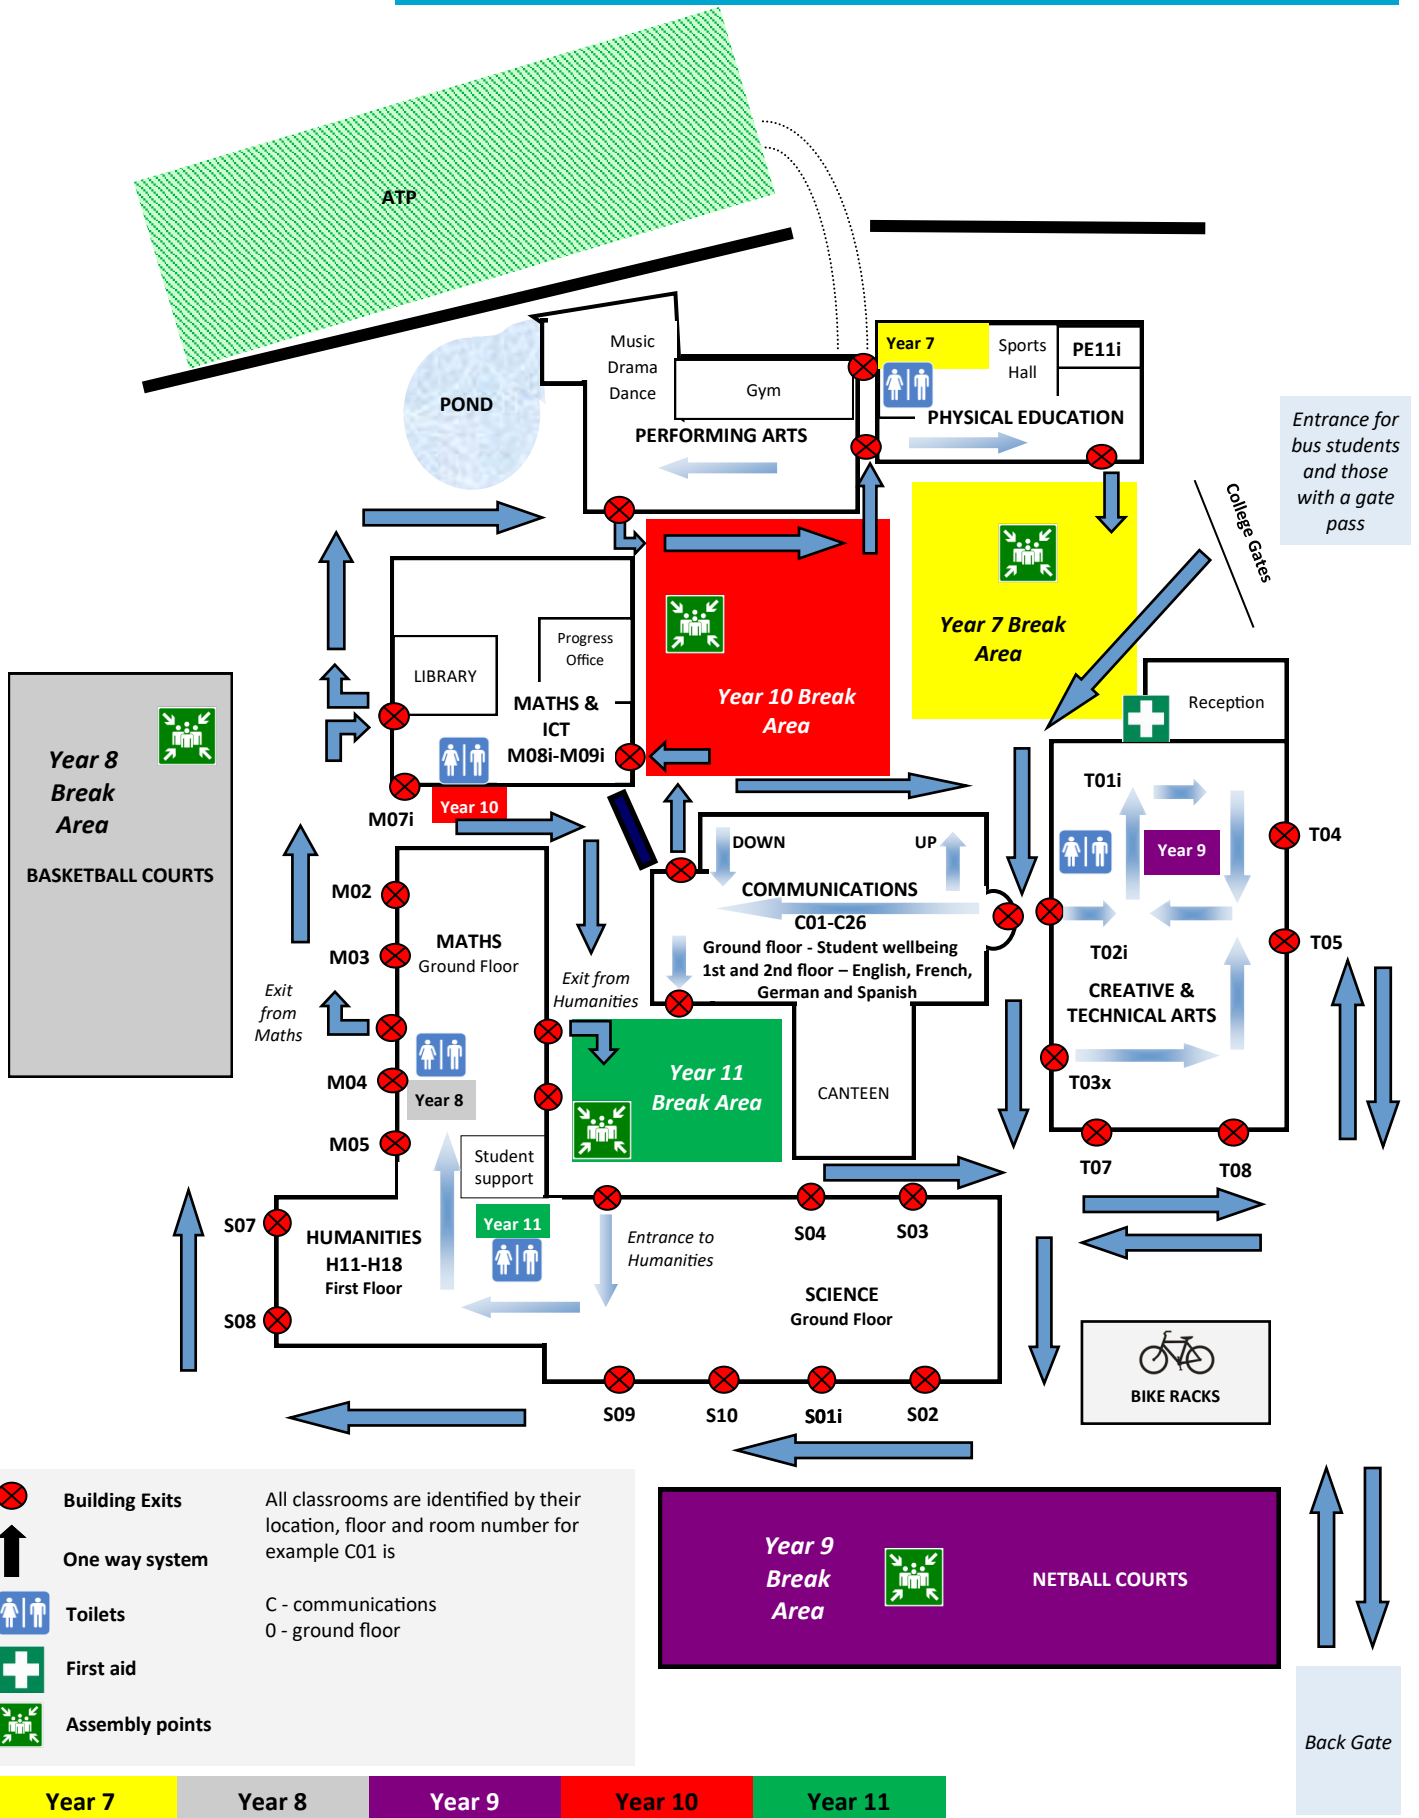 ATP
Music
Drama
Dance
Gym
PERFORMING ARTS
POND
Year 7
Sports
Hall
PE11i
PHYSICAL EDUCATION
Entrance for
bus students
and those
with a gate
pass
College Gates
Year 7 Break
Area
Year 10 Break
Area
Progress
Office
LIBRARY
MATHS &
ICT
M08i-M09i
Year 10
M07i
Year 8
Break
Area
BASKETBALL COURTS
Reception
T01i
Year 9
T04
T05
T02i
CREATIVE &
TECHNICAL ARTS
T03x
T07
T08
DOWN
UP
COMMUNICATIONS
C01-C26
Ground floor - Student wellbeing
1st and 2nd floor – English, French,
German and Spanish
CANTEEN
M02
M03
M04
M05
MATHS
Ground Floor
Exit
from
Maths
Exit from
Humanities
Year 8
Year 11
Break Area
Student
support
Year 11
S07
S08
HUMANITIES
H11-H18
First Floor
Entrance to
Humanities
S04
S03
SCIENCE
Ground Floor
S09
S10
S01i
S02
BIKE RACKS
Year 9
Break
Area
NETBALL COURTS
Back Gate
Building Exits
One way system
Toilets
First aid
Assembly points
All classrooms are identified by their
location, floor and room number for
example C01 is
C - communications
0 - ground floor
Year 7
Year 8
Year 9
Year 10
Year 11